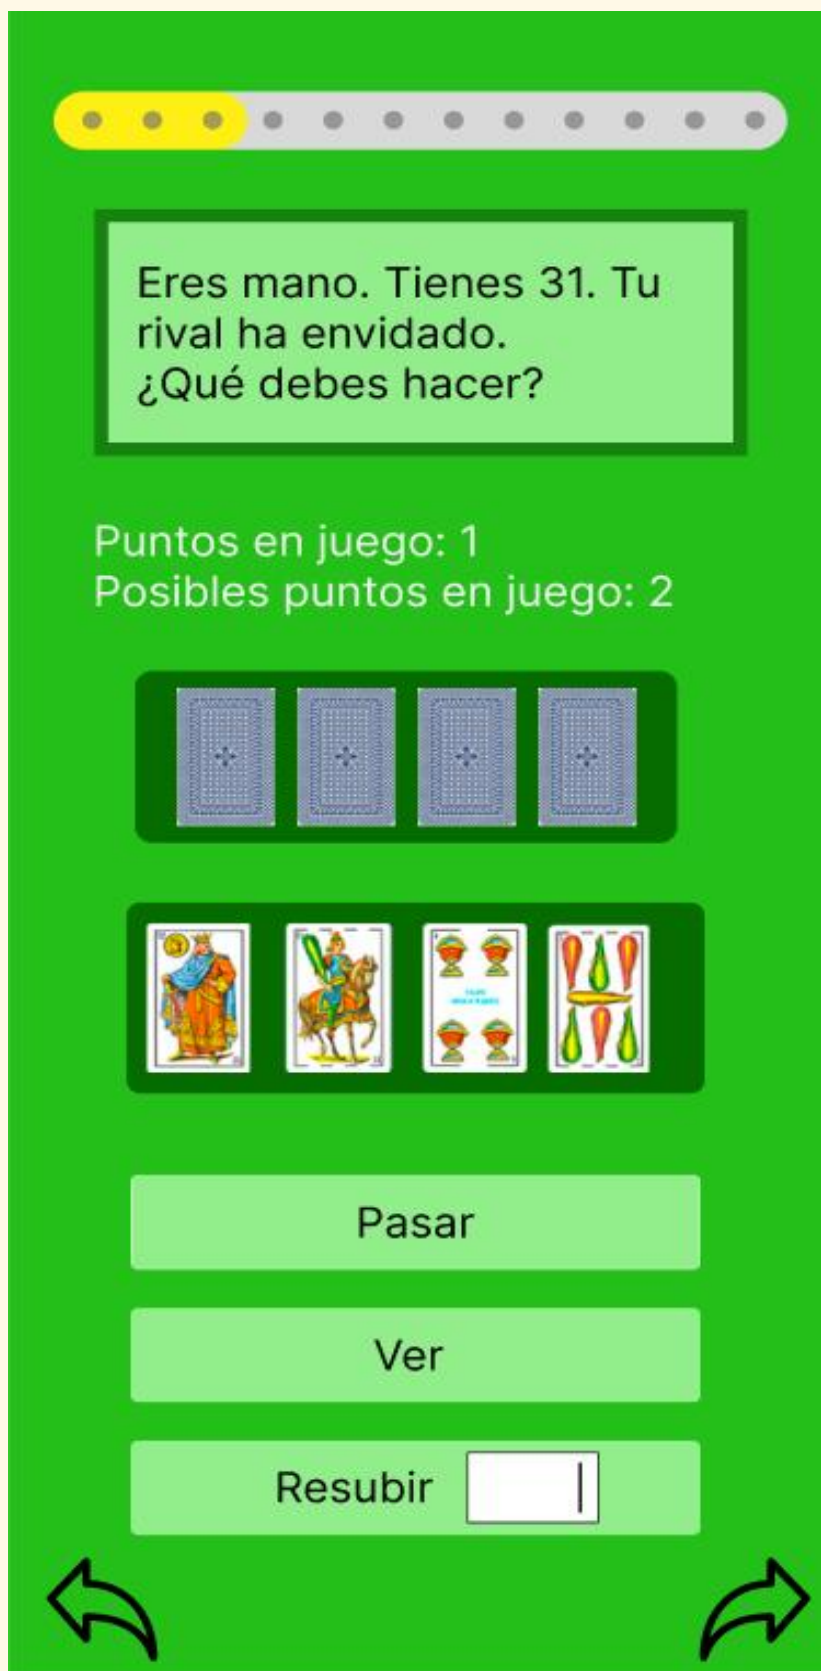 Eres mano. Tienes 31. Tu
rival ha envidado.
¿Qué debes hacer?
Puntos en juego: 1
Posibles puntos en juego: 2
Pasar
Ver
Resubir